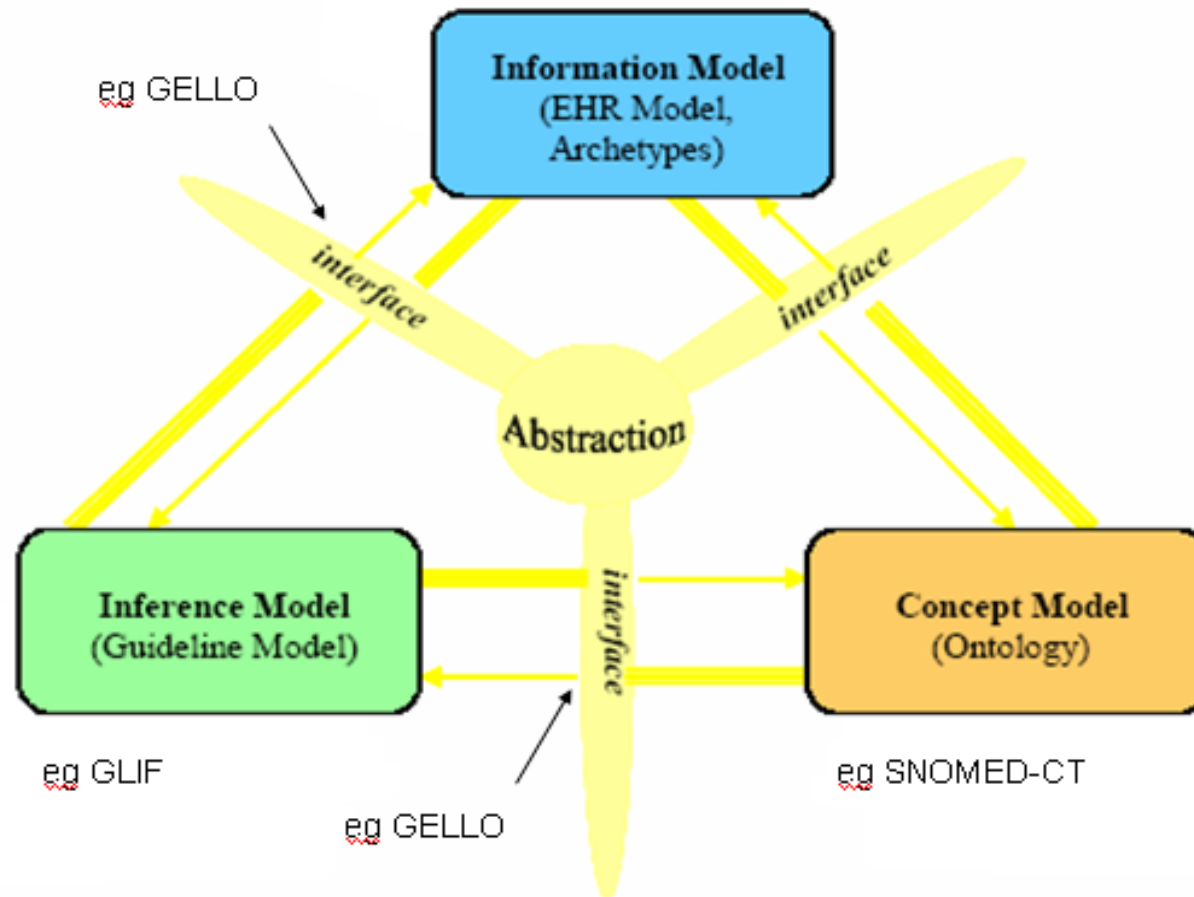 Information Model
(EHR Model,
Archetypes)
eg GELLO
interface
interface
Abstraction
interface
Inference Model
(Guideline Model)
Concept Model
(Ontology)
eg GLIF
eg SNOMED-CT
eg GELLO